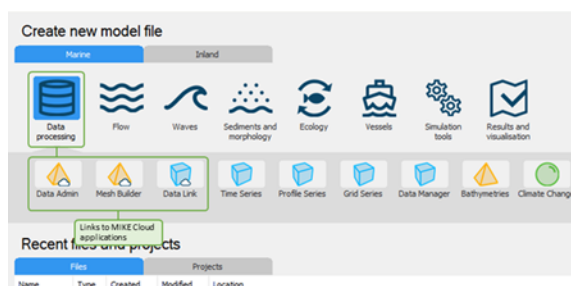 Create new model file
Marine Inland
Data processing
Flow
Waves
Sediments and morphology
Ecology
Vessels
Simulation tools
Results and visualisation
Data Admin
Mesh Builder
Data Link
Time Series
Profile Series
Grid Series
Data Manager
Bathymetries
Climate Change
Links to MIKE Cloud
applications
Recent files and projects
Files Projects
Name Type Created Modified Location